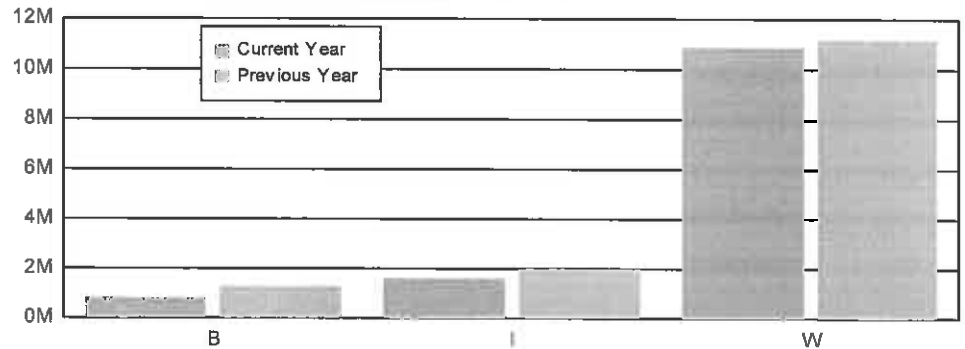 12M
Current Year
10M
Previous Year
8M
6M
4M
2M
0M
B I W